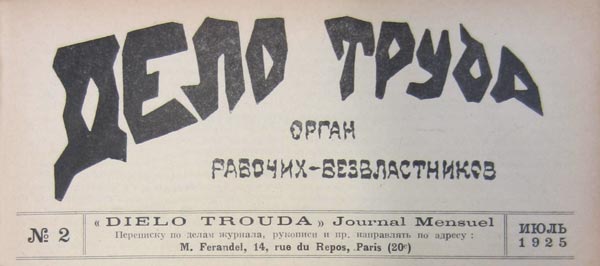 ДЕЛО ТРУДА
ОРГАН
РАБОЧИХ-БЕЗВЛАСТНИКОВ
« DIELO TROUDA » Journal Mensuel
№ 2
Переписку по делам журнала, рукописи и пр. направлять по адресу:
M. Ferandel, 14, rue du Repos, Paris (20e)
ИЮЛЬ
1925